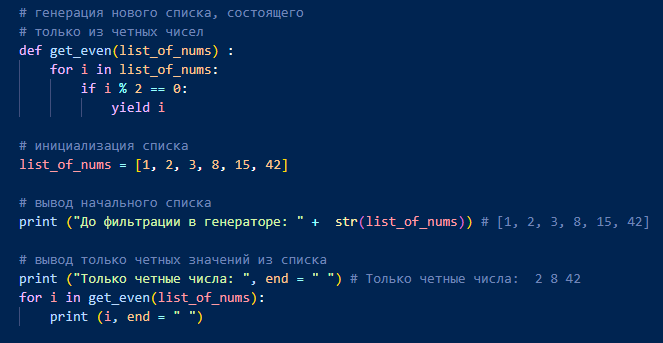 # генерация нового списка, состоящего
# только из четных чисел
def get_even(list_of_nums) :
    for i in list_of_nums:
        if i % 2 == 0:
            yield i

# инициализация списка
list_of_nums = [1, 2, 3, 8, 15, 42]

# вывод начального списка
print ("До фильтрации в генераторе: " +  str(list_of_nums)) # [1, 2, 3, 8, 15, 42]

# вывод только четных значений из списка
print ("Только четные числа: ", end = " ") # Только четные числа:  2 8 42
for i in get_even(list_of_nums):
    print (i, end = " ")